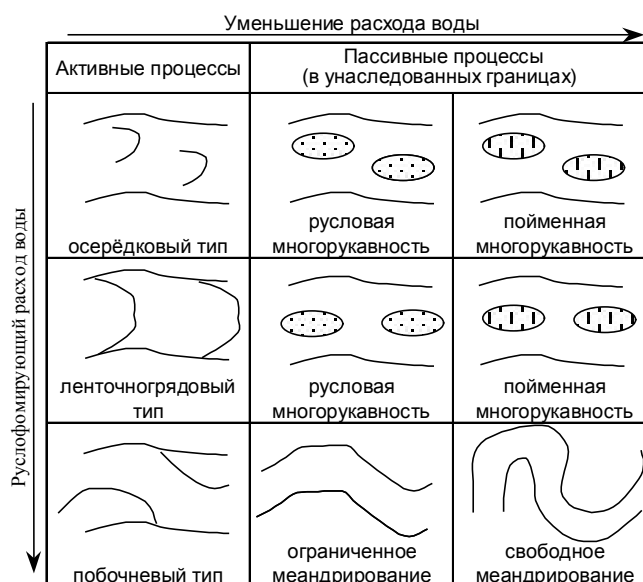 Уменьшение расхода воды
Активные процессы
Пассивные процессы
(в унаследованных границах)
Руслофомирующий расход воды
осерёдковый тип
русловая
многорукавность
пойменная
многорукавность
ленточногрядовый
тип
русловая
многорукавность
пойменная
многорукавность
побочневый тип
ограниченное
меандрирование
свободное
меандрирование